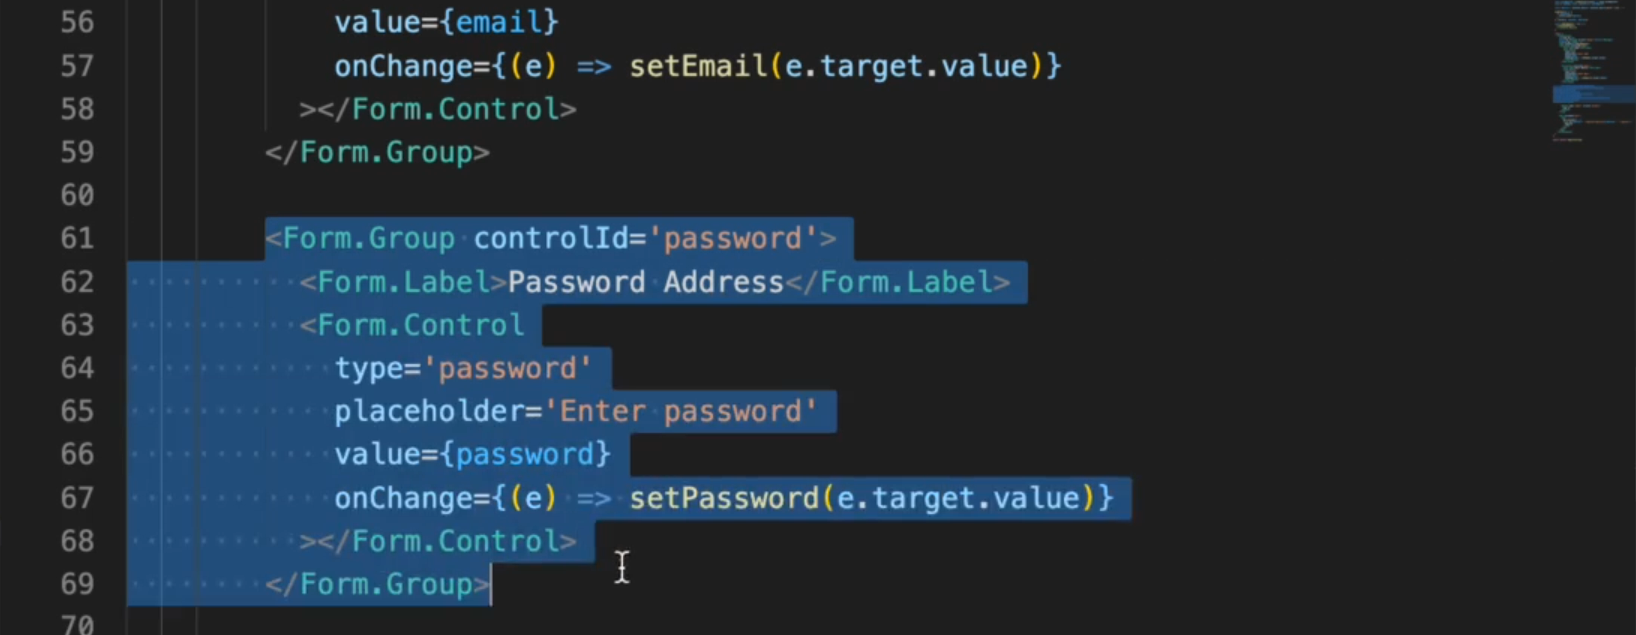 56 value={email}
57 onChange={(e) => setEmail(e.target.value)}
58 ></Form.Control>
59 </Form.Group>
60
61 <Form.Group controlId='password'>
62 <Form.Label>Password Address</Form.Label>
63 <Form.Control
64 type='password'
65 placeholder='Enter password'
66 value={password}
67 onChange={(e) => setPassword(e.target.value)}
68 ></Form.Control>
69 </Form.Group>
70